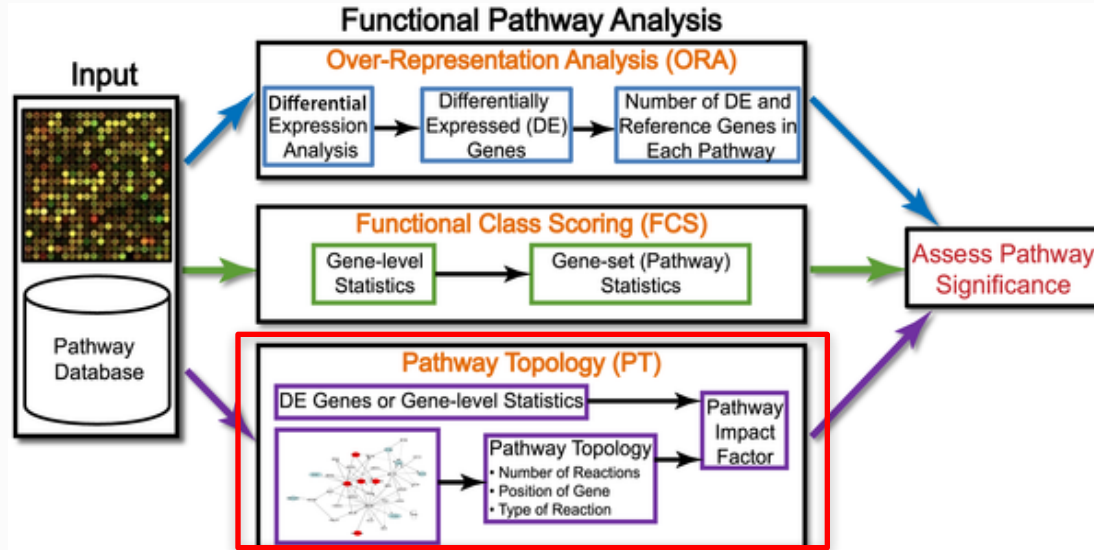 Functional Pathway Analysis
Input
Pathway
Database
Over-Representation Analysis (ORA)
Differential
Expression
Analysis
Differentially
Expressed (DE)
Genes
Number of DE and
Reference Genes in
Each Pathway
Functional Class Scoring (FCS)
Gene-level
Statistics
Gene-set (Pathway)
Statistics
Pathway Topology (PT)
DE Genes or Gene-level Statistics
Pathway Topology
• Number of Reactions
• Position of Gene
• Type of Reaction
Pathway
Impact
Factor
Assess Pathway
Significance